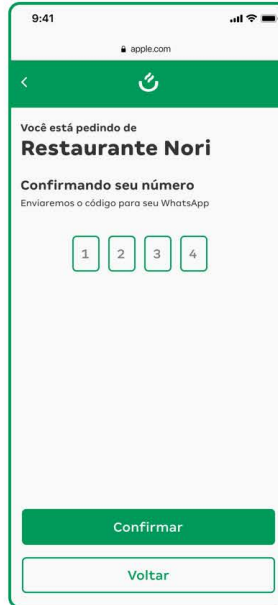 9:41
apple.com
Você está pedindo de
Restaurante Nori
Confirmando seu número
Enviaremos o código para seu WhatsApp
1 2 3 4
Confirmar
Voltar